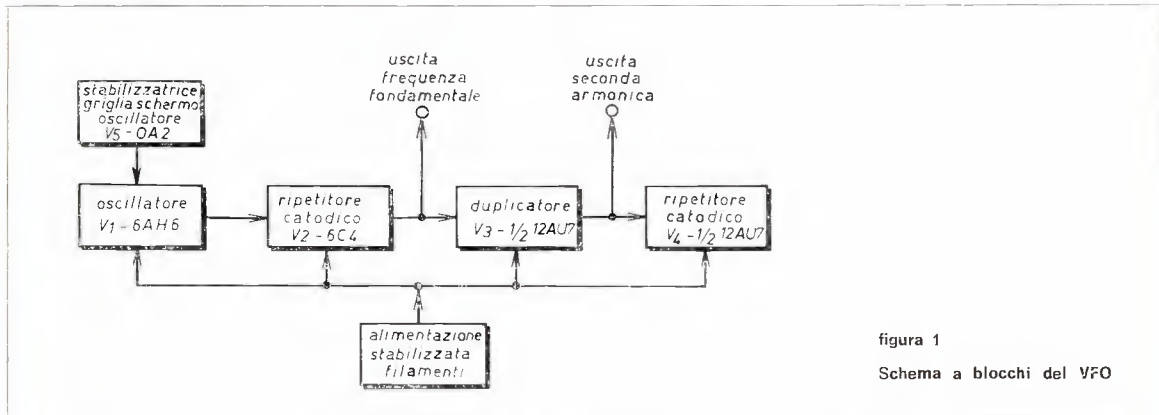 uscita
frequenza
fondamentale
uscita
seconda
armonica
stabilizzatrice
griglia schermo
oscillatore
V5-OA2
oscillatore
V1-6AH6
ripetitore
catodico
V2-6C4
duplicatore
V3-1/2 12AU7
ripetitore
catodico
V4-1/2 12AU7
alimentazione
stabilizzata
filamenti
figura 1
Schema a blocchi del VFO